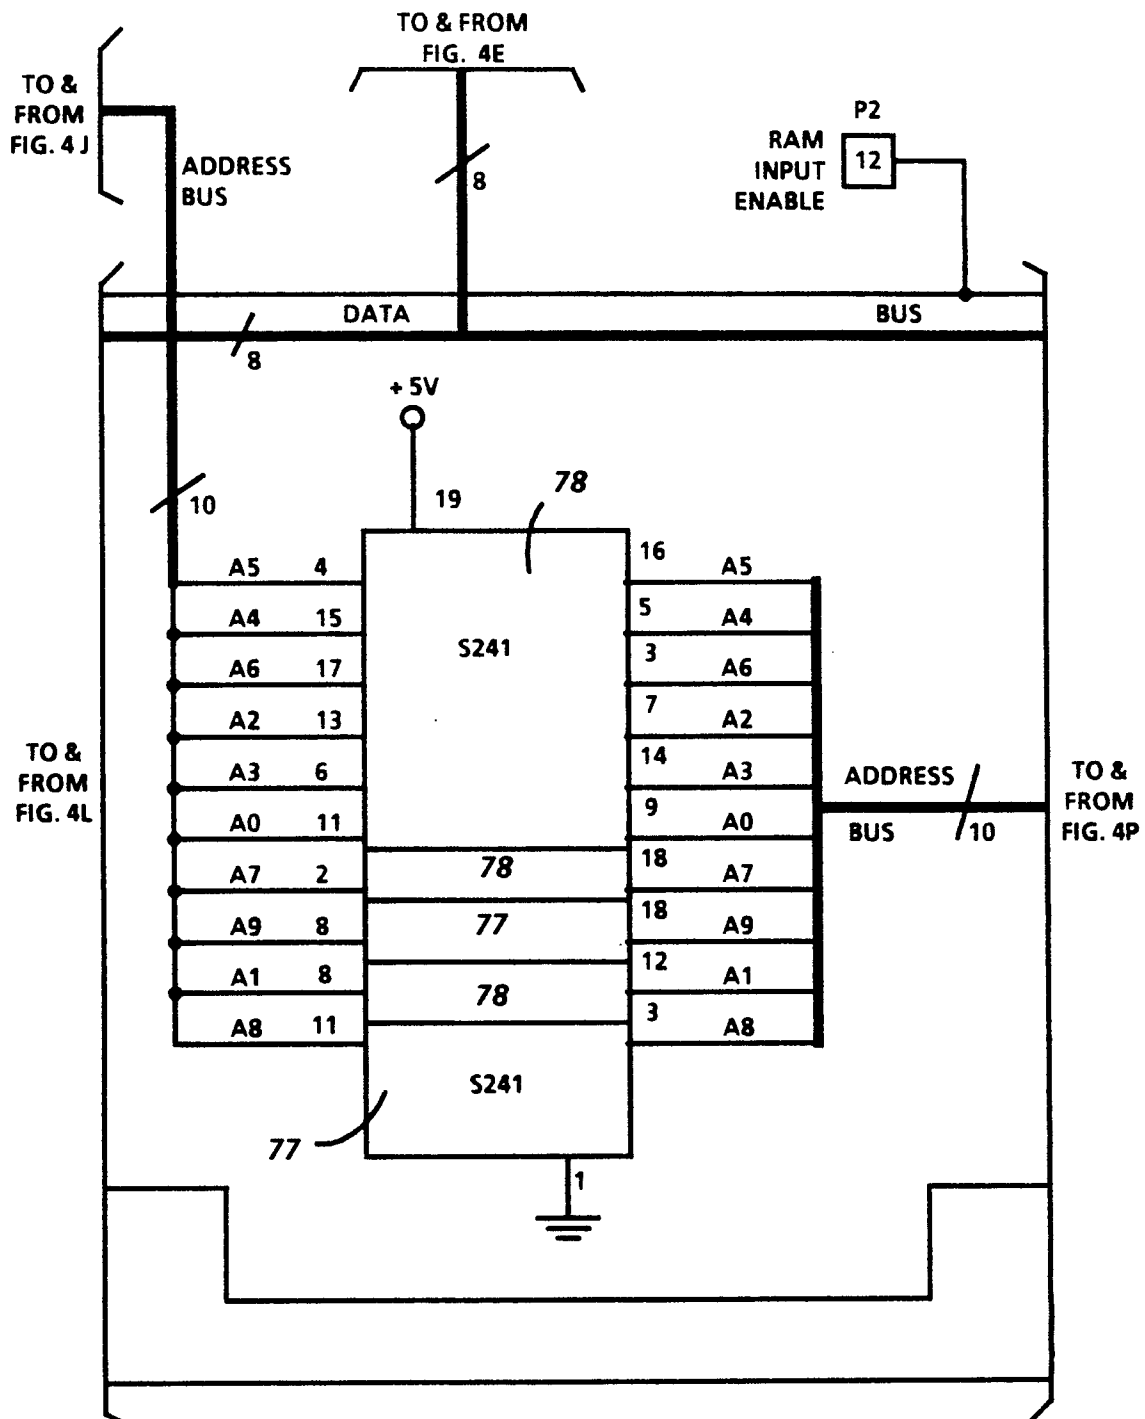 TO & FROM
FIG. 4E
TO &
FROM
FIG. 4 J
ADDRESS
BUS
8
P2
RAM
INPUT
ENABLE
12
DATA
BUS
8
+ 5V
10
19
78
A5 4
16 A5
A4 15
5 A4
S241
A6 17
3 A6
A2 13
7 A2
A3 6
14 A3
A0 11
9 A0
78
A7 2
18 A7
77
A9 8
18 A9
78
A1 8
12 A1
A8 11
3 A8
S241
77
1
TO &
FROM
FIG. 4L
ADDRESS
BUS
10
TO &
FROM
FIG. 4P